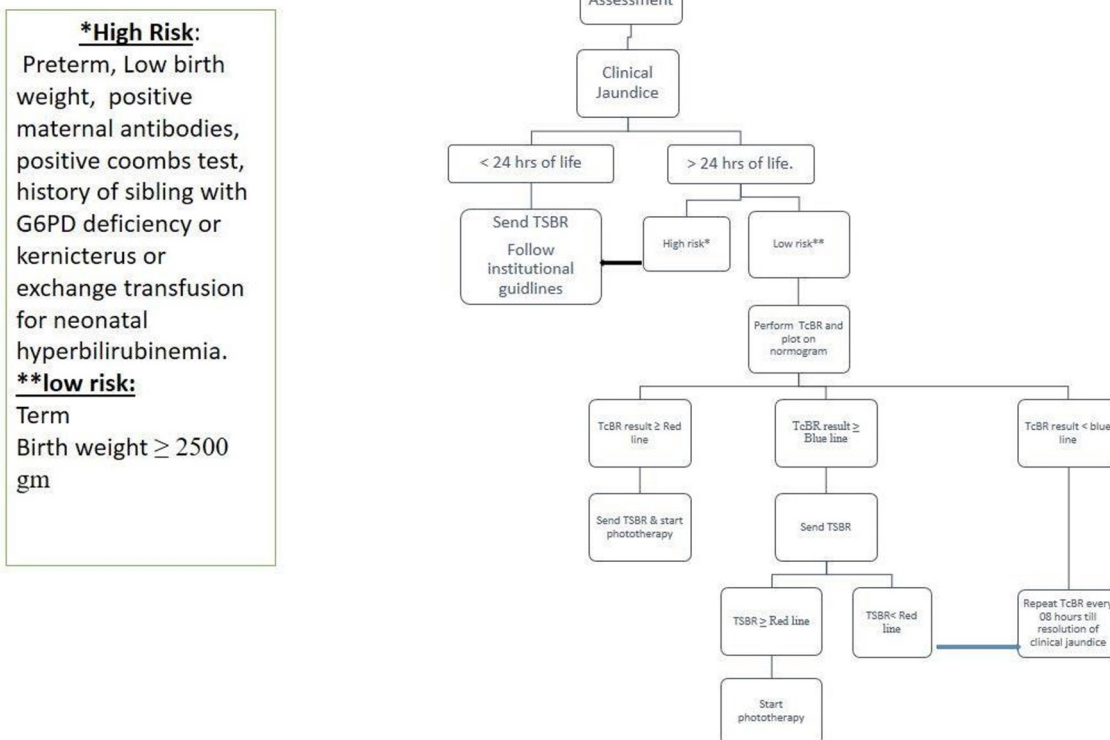 *High Risk:
Preterm, Low birth
weight, positive
maternal antibodies,
positive coombs test,
history of sibling with
G6PD deficiency or
kernicterus or
exchange transfusion
for neonatal
hyperbilirubinemia.
**low risk:
Term
Birth weight ≥ 2500
gm
Assessment
Clinical
Jaundice
< 24 hrs of life
> 24 hrs of life.
Send TSBR
Follow
institutional
guidlines
High risk*
Low risk**
Perform TcBR and
plot on
normogram
TcBR result ≥ Red
line
TcBR result ≥
Blue line
TcBR result < blue
line
Send TSBR & start
phototherapy
Send TSBR
TSBR ≥ Red line
TSBR< Red
line
Repeat TcBR every
08 hours till
resolution of
clinical jaundice
Start
phototherapy